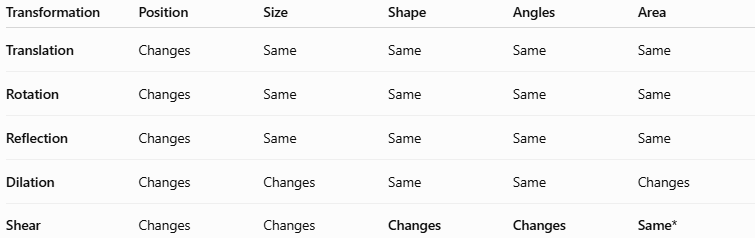 Transformation Position Size Shape Angles Area
Translation Changes Same Same Same Same
Rotation Changes Same Same Same Same
Reflection Changes Same Same Same Same
Dilation Changes Changes Same Same Changes
Shear Changes Changes Changes Changes Same*